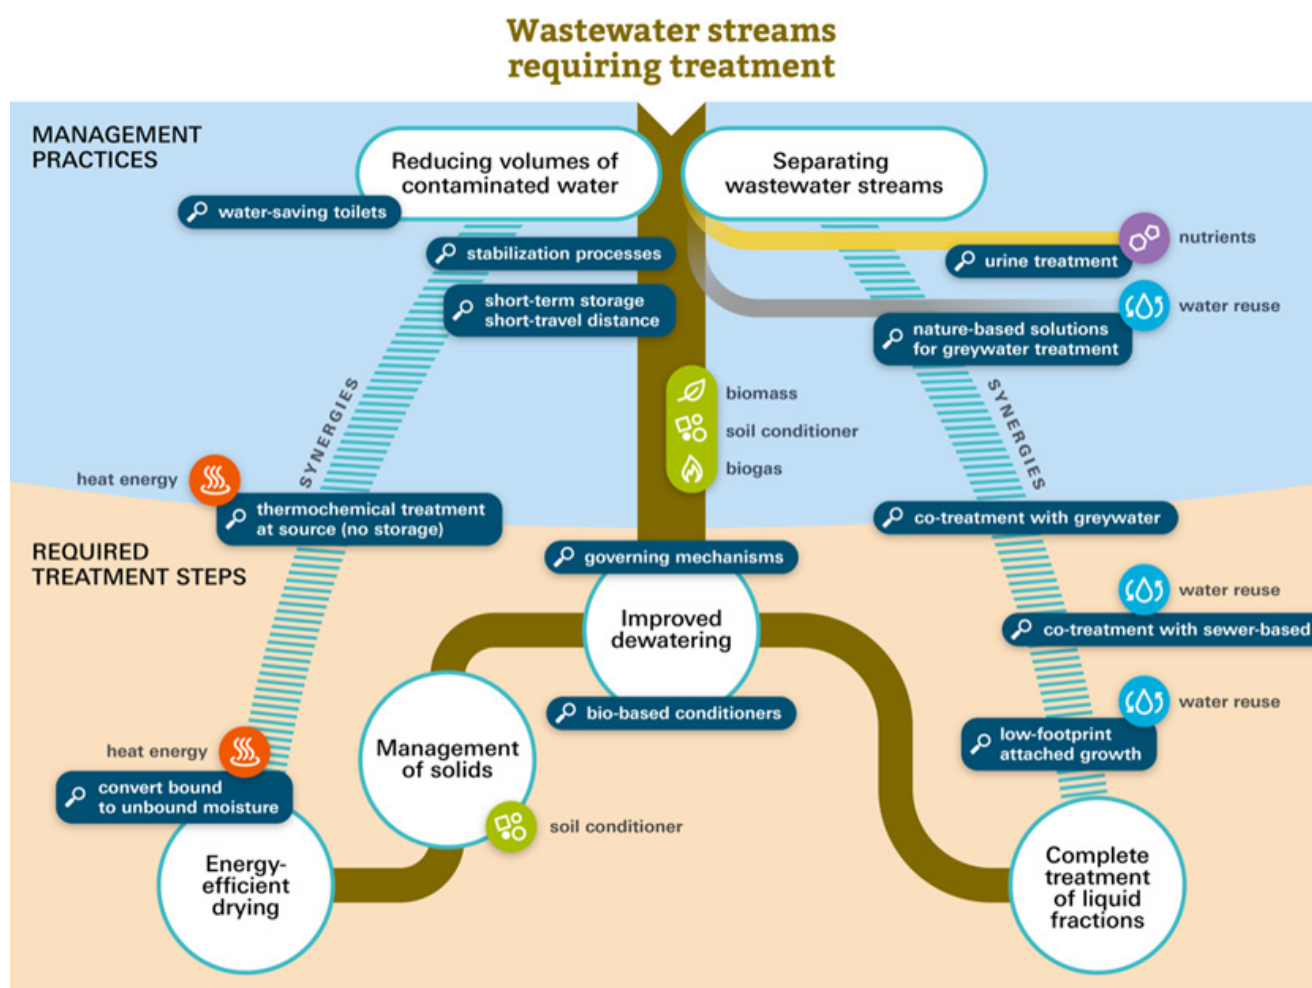 Wastewater streams
requiring treatment
MANAGEMENT
PRACTICES
Reducing volumes of
contaminated water
Separating
wastewater streams
water-saving toilets
stabilization processes
short-term storage
short-travel distance
nutrients
urine treatment
water reuse
nature-based solutions
for greywater treatment
SYNERGIES
SYNERGIES
biomass
soil conditioner
biogas
heat energy
thermochemical treatment
at source (no storage)
co-treatment with greywater
REQUIRED
TREATMENT STEPS
governing mechanisms
Improved
dewatering
bio-based conditioners
water reuse
co-treatment with sewer-based
water reuse
low-footprint
attached growth
heat energy
convert bound
to unbound moisture
Management
of solids
soil conditioner
Energy-
efficient
drying
Complete
treatment
of liquid
fractions